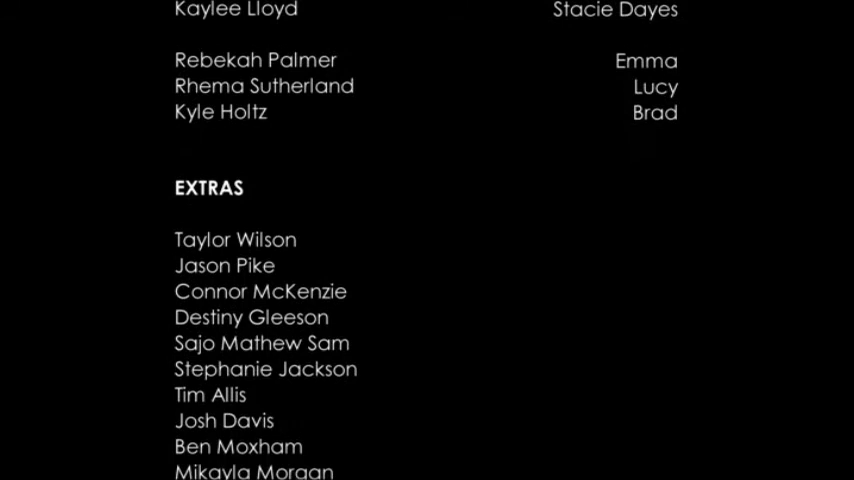 Kaylee Lloyd Stacie Dayes
Rebekah Palmer Emma
Rhema Sutherland Lucy
Kyle Holtz Brad
EXTRAS
Taylor Wilson
Jason Pike
Connor McKenzie
Destiny Gleeson
Sajo Mathew Sam
Stephanie Jackson
Tim Allis
Josh Davis
Ben Moxham
Mikayla Morgan